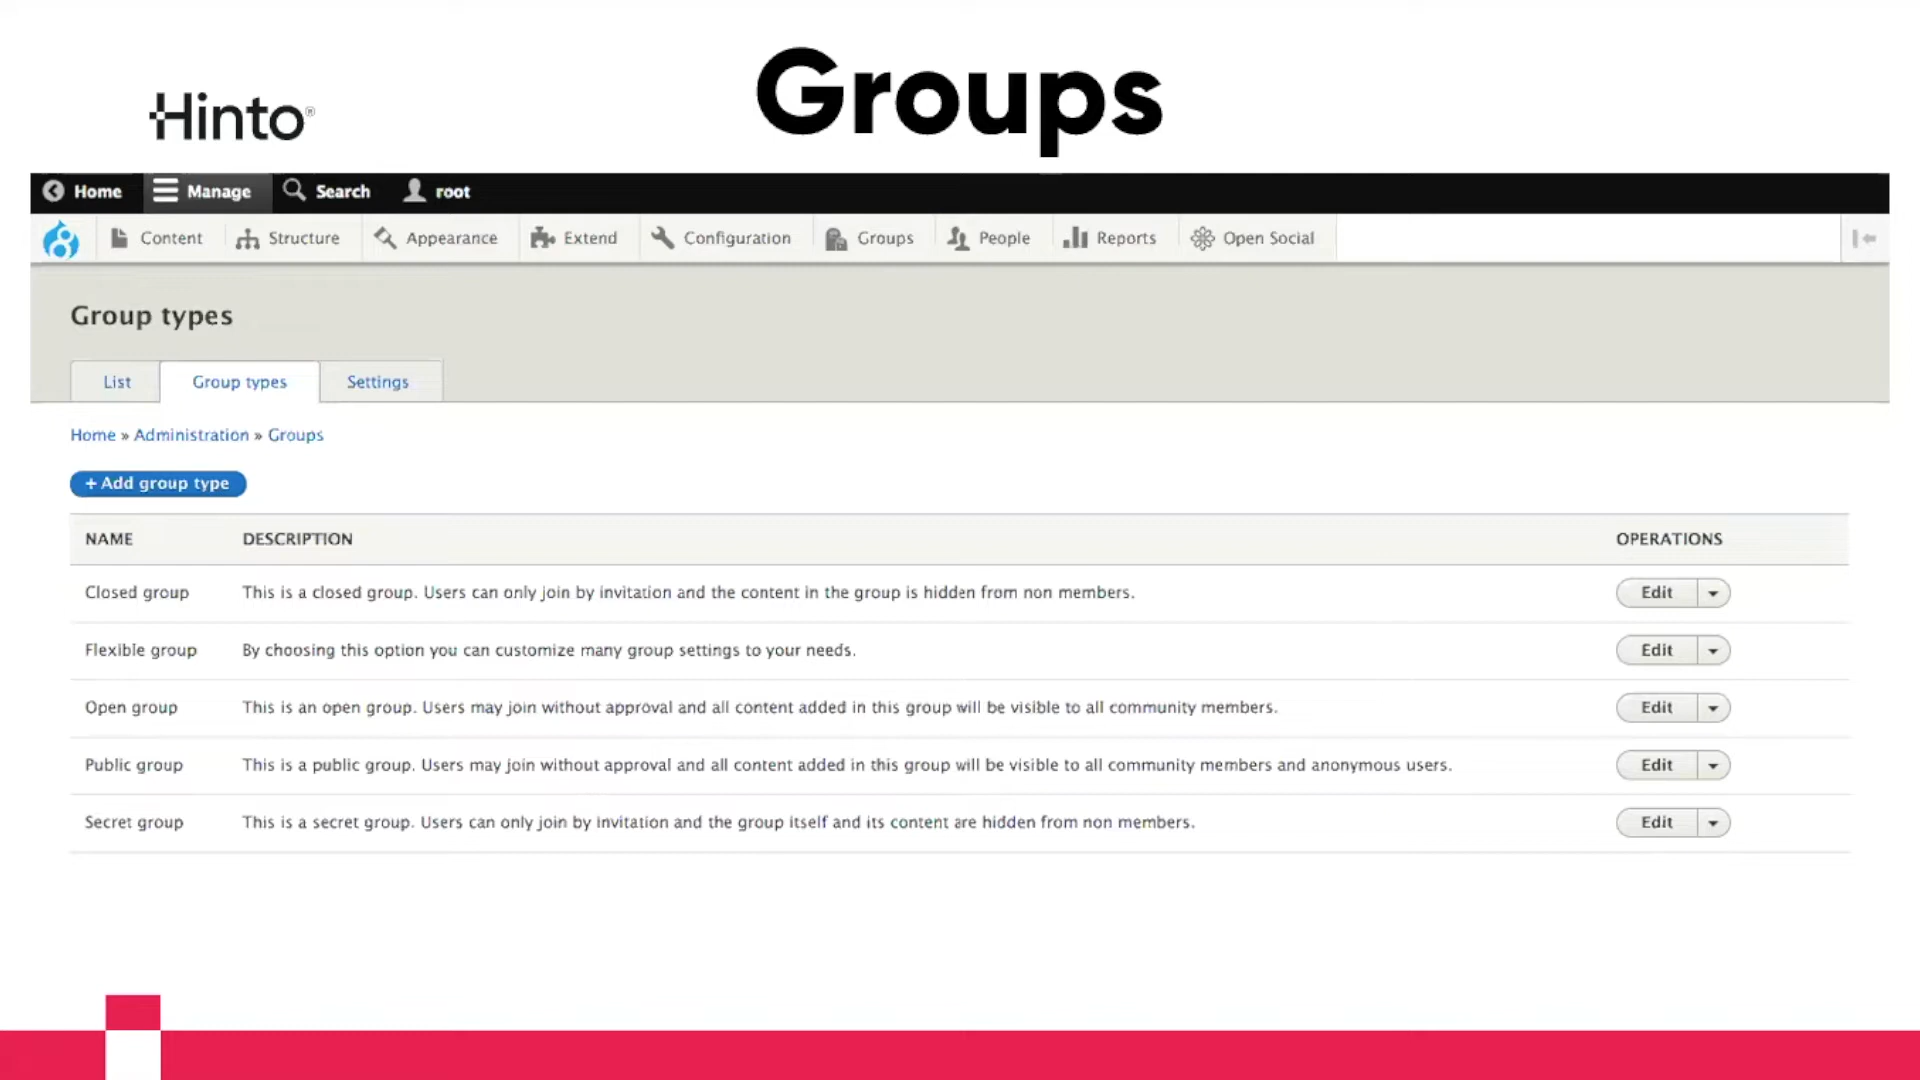 Groups
Hinto®
Home Manage Search root
Content Structure Appearance Extend Configuration Groups People Reports Open Social
Group types
List Group types Settings
Home » Administration » Groups
+ Add group type
NAME DESCRIPTION OPERATIONS
Closed group This is a closed group. Users can only join by invitation and the content in the group is hidden from non members. Edit
Flexible group By choosing this option you can customize many group settings to your needs. Edit
Open group This is an open group. Users may join without approval and all content added in this group will be visible to all community members. Edit
Public group This is a public group. Users may join without approval and all content added in this group will be visible to all community members and anonymous users. Edit
Secret group This is a secret group. Users can only join by invitation and the group itself and its content are hidden from non members. Edit